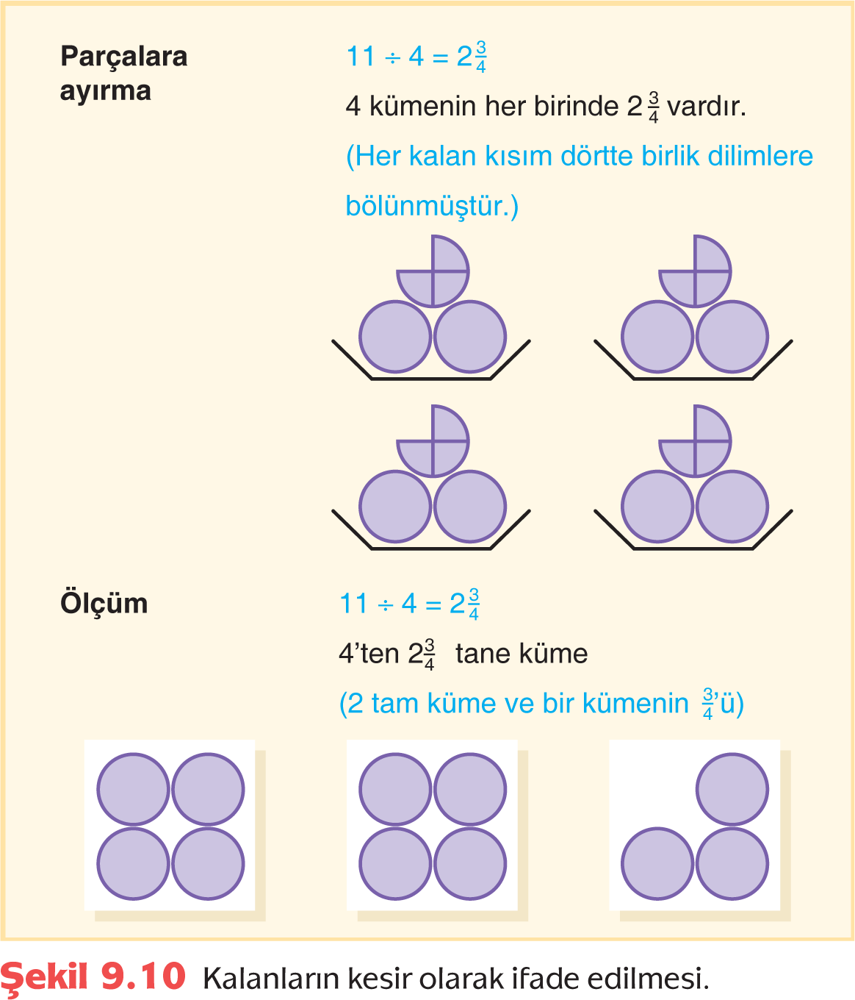 Parçalara
ayırma
11 ÷ 4 = 2 3/4
4 kümenin her birinde 2 3/4 vardır.
(Her kalan kısım dörtte birlik dilimlere
bölünmüştür.)
Ölçüm
11 ÷ 4 = 2 3/4
4’ten 2 3/4 tane küme
(2 tam küme ve bir kümenin 3/4’ü)
Şekil 9.10 Kalanların kesir olarak ifade edilmesi.